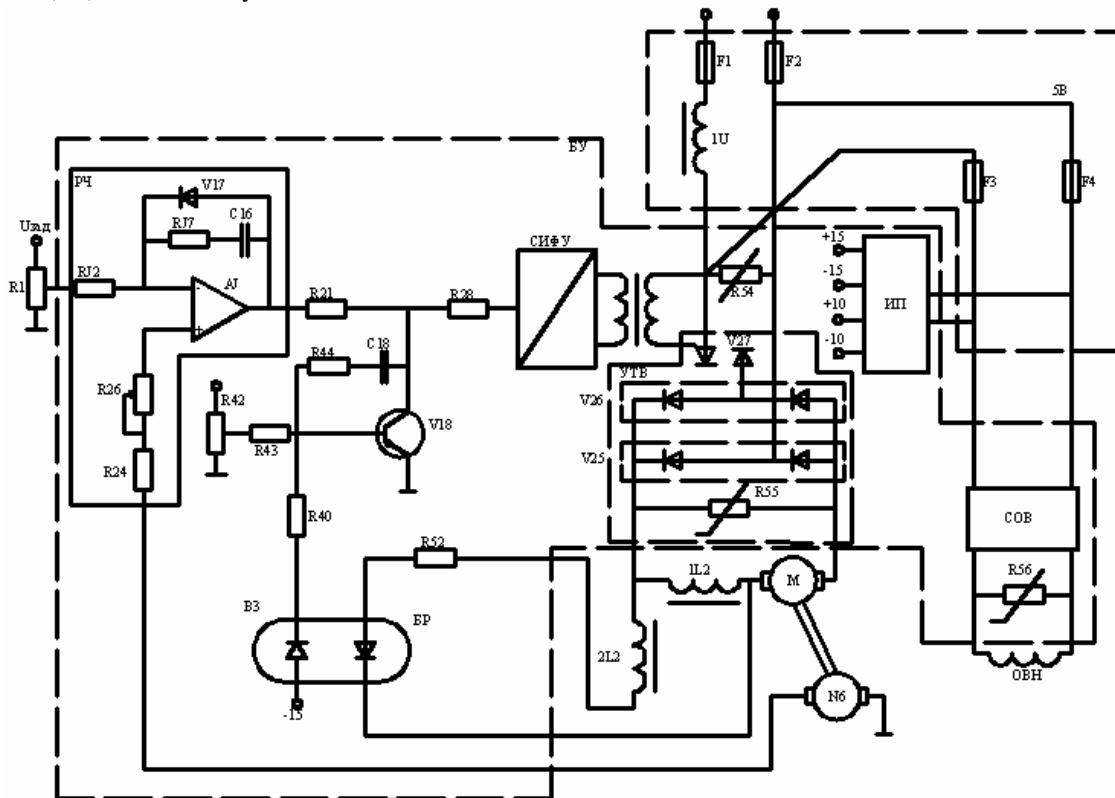 F1
F2
5В
1U
БУ
РЧ
V17
F3
F4
Uзад
RJ7
C16
+15
СИФУ
R1
RJ2
AJ
-15
R21
R28
R54
ИП
+10
+
-10
R44
C18
V27
УТВ
R26
R42
V26
V18
R43
R24
V25
R55
СОВ
R40
R52
1L2
М
R56
В3
БР
2L2
ОВН
N6
-15